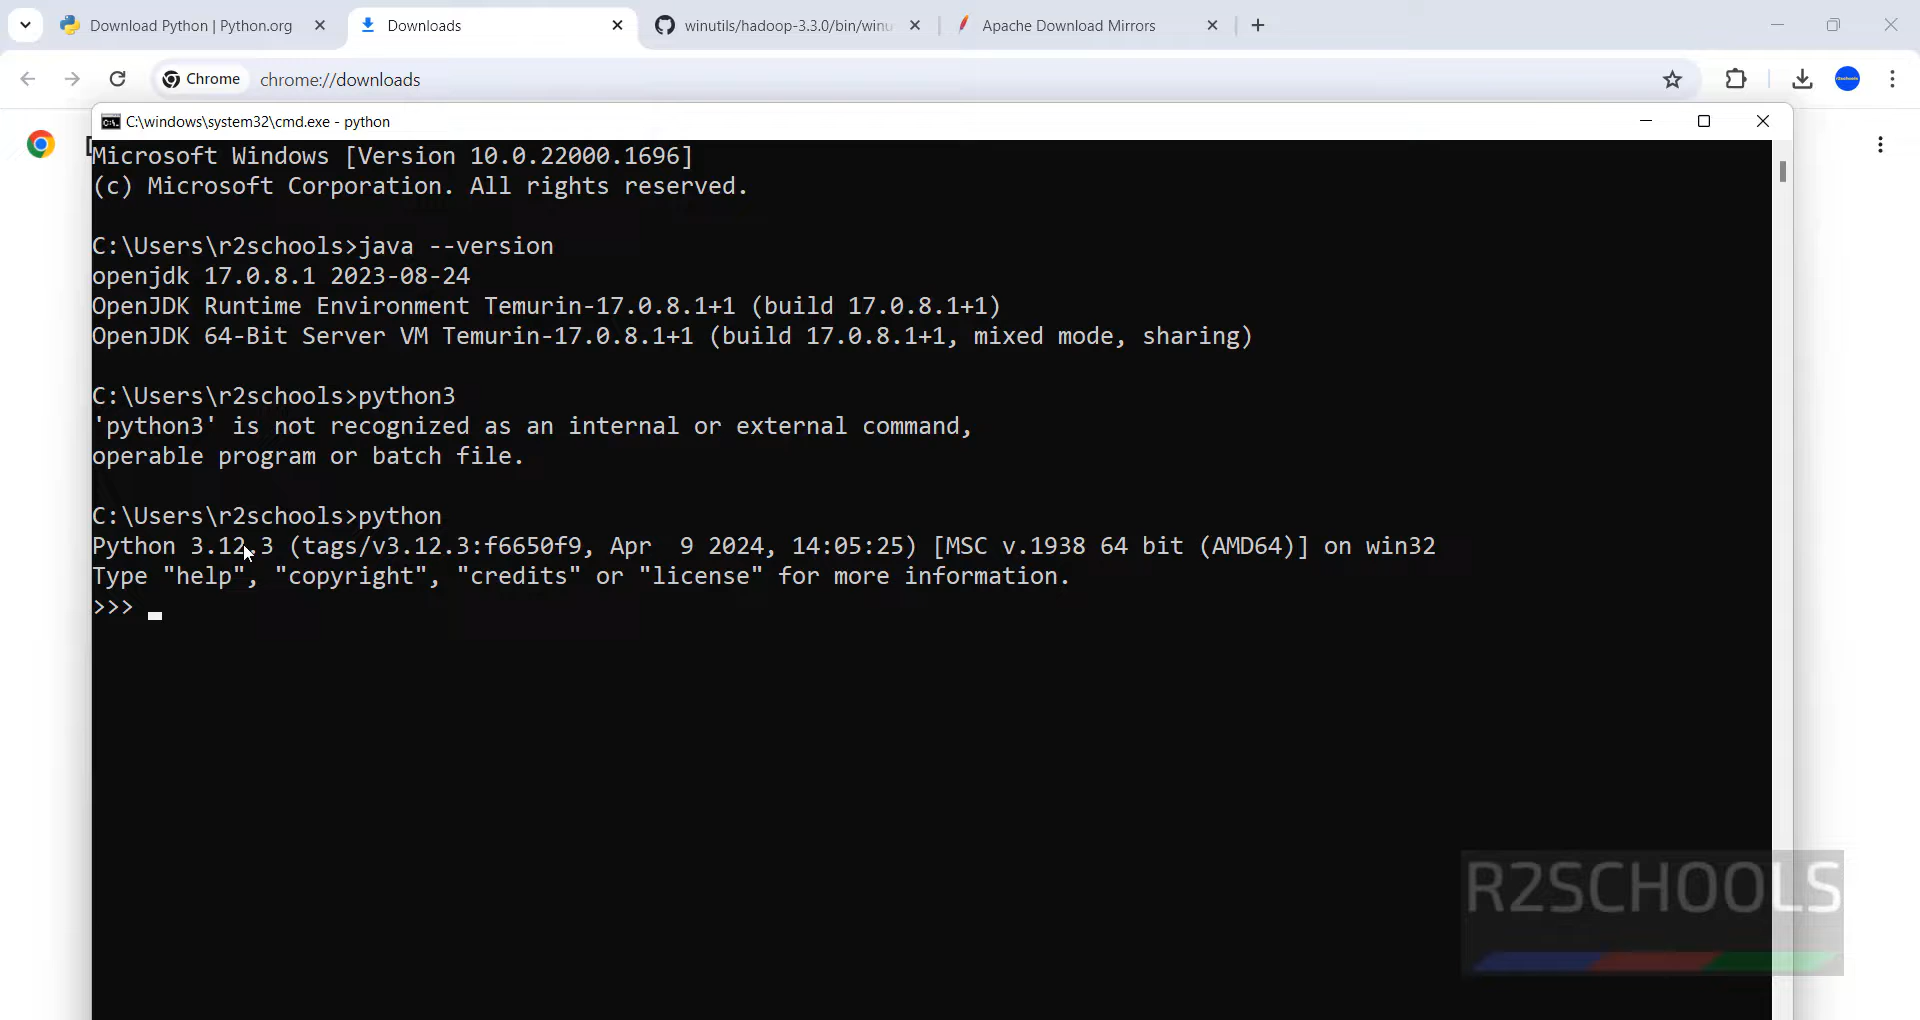 Download Python | Python.org
Downloads
winutils/hadoop-3.3.0/bin/winu
Apache Download Mirrors
Chrome
chrome://downloads
C:\windows\system32\cmd.exe - python
Microsoft Windows [Version 10.0.22000.1696]
(c) Microsoft Corporation. All rights reserved.
C:\Users\r2schools>java --version
openjdk 17.0.8.1 2023-08-24
OpenJDK Runtime Environment Temurin-17.0.8.1+1 (build 17.0.8.1+1)
OpenJDK 64-Bit Server VM Temurin-17.0.8.1+1 (build 17.0.8.1+1, mixed mode, sharing)
C:\Users\r2schools>python3
'python3' is not recognized as an internal or external command,
operable program or batch file.
C:\Users\r2schools>python
Python 3.12.3 (tags/v3.12.3:f6650f9, Apr  9 2024, 14:05:25) [MSC v.1938 64 bit (AMD64)] on win32
Type "help", "copyright", "credits" or "license" for more information.
>>>
R2SCHOOLS